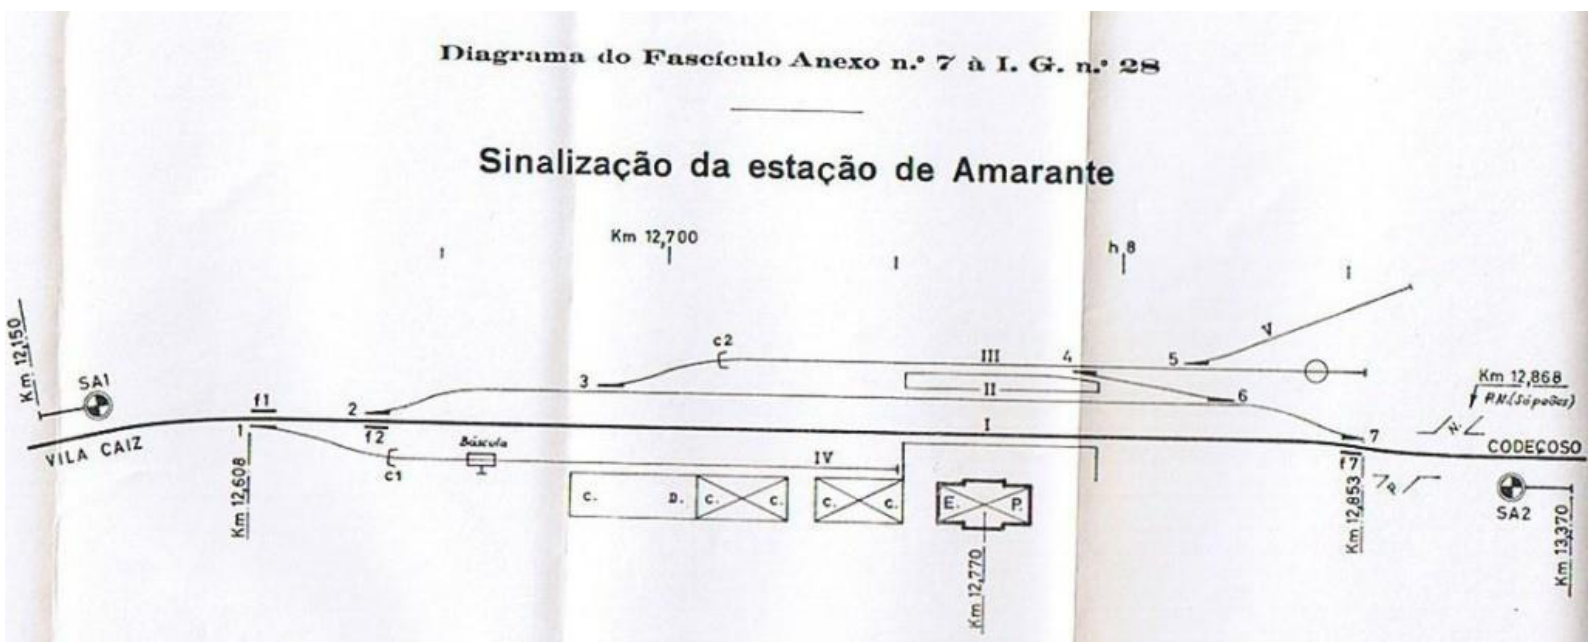 Diagrama do Fascículo Anexo n.º 7 à I. G. n.º 28
Sinalização da estação de Amarante
Km 12,700
h 8
Km 12,150
SA1
f1
1
2
f2
3
c2
III
4
5
V
II
6
I
7
f7
Km 12,868
P.N. (Só peões)
N.
CODEÇOSO
VILA CAIZ
c1
Báscula
IV
C. D. C. C.
C. C.
E. P.
P.
SA2
Km 12,608
Km 12,770
Km 12,853
Km 13,370